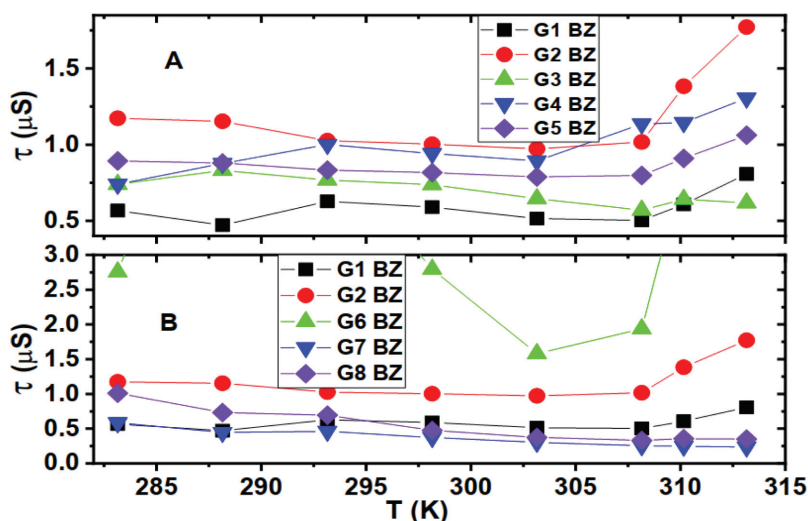 A
G1 BZ
G2 BZ
G3 BZ
G4 BZ
G5 BZ
τ (μS)
1.5
1.0
0.5
B
G1 BZ
G2 BZ
G6 BZ
G7 BZ
G8 BZ
τ (μS)
3.0
2.5
2.0
1.5
1.0
0.5
0.0
285 290 295 300 305 310 315
T (K)